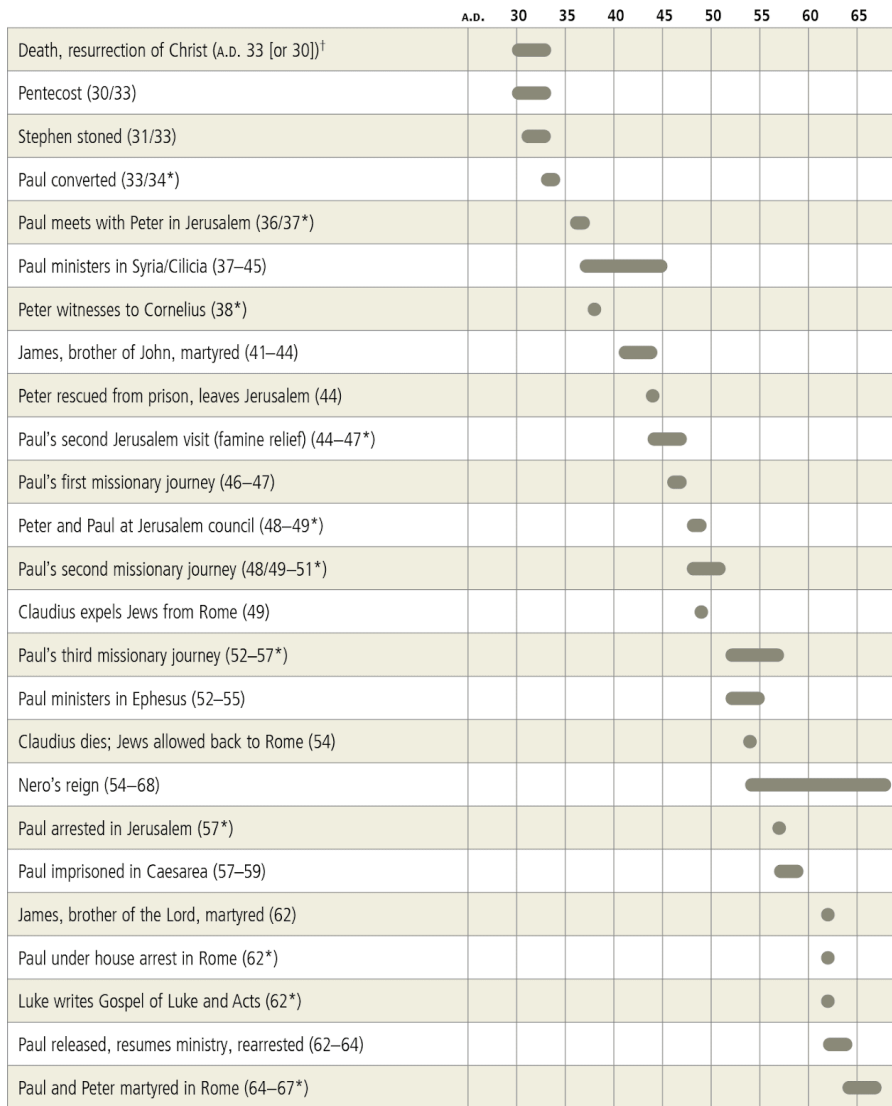 A.D. 30 35 40 45 50 55 60 65
Death, resurrection of Christ (A.D. 33 [or 30])†
Pentecost (30/33)
Stephen stoned (31/33)
Paul converted (33/34*)
Paul meets with Peter in Jerusalem (36/37*)
Paul ministers in Syria/Cilicia (37–45)
Peter witnesses to Cornelius (38*)
James, brother of John, martyred (41–44)
Peter rescued from prison, leaves Jerusalem (44)
Paul’s second Jerusalem visit (famine relief) (44–47*)
Paul’s first missionary journey (46–47)
Peter and Paul at Jerusalem council (48–49*)
Paul’s second missionary journey (48/49–51*)
Claudius expels Jews from Rome (49)
Paul’s third missionary journey (52–57*)
Paul ministers in Ephesus (52–55)
Claudius dies; Jews allowed back to Rome (54)
Nero’s reign (54–68)
Paul arrested in Jerusalem (57*)
Paul imprisoned in Caesarea (57–59)
James, brother of the Lord, martyred (62)
Paul under house arrest in Rome (62*)
Luke writes Gospel of Luke and Acts (62*)
Paul released, resumes ministry, rearrested (62–64)
Paul and Peter martyred in Rome (64–67*)